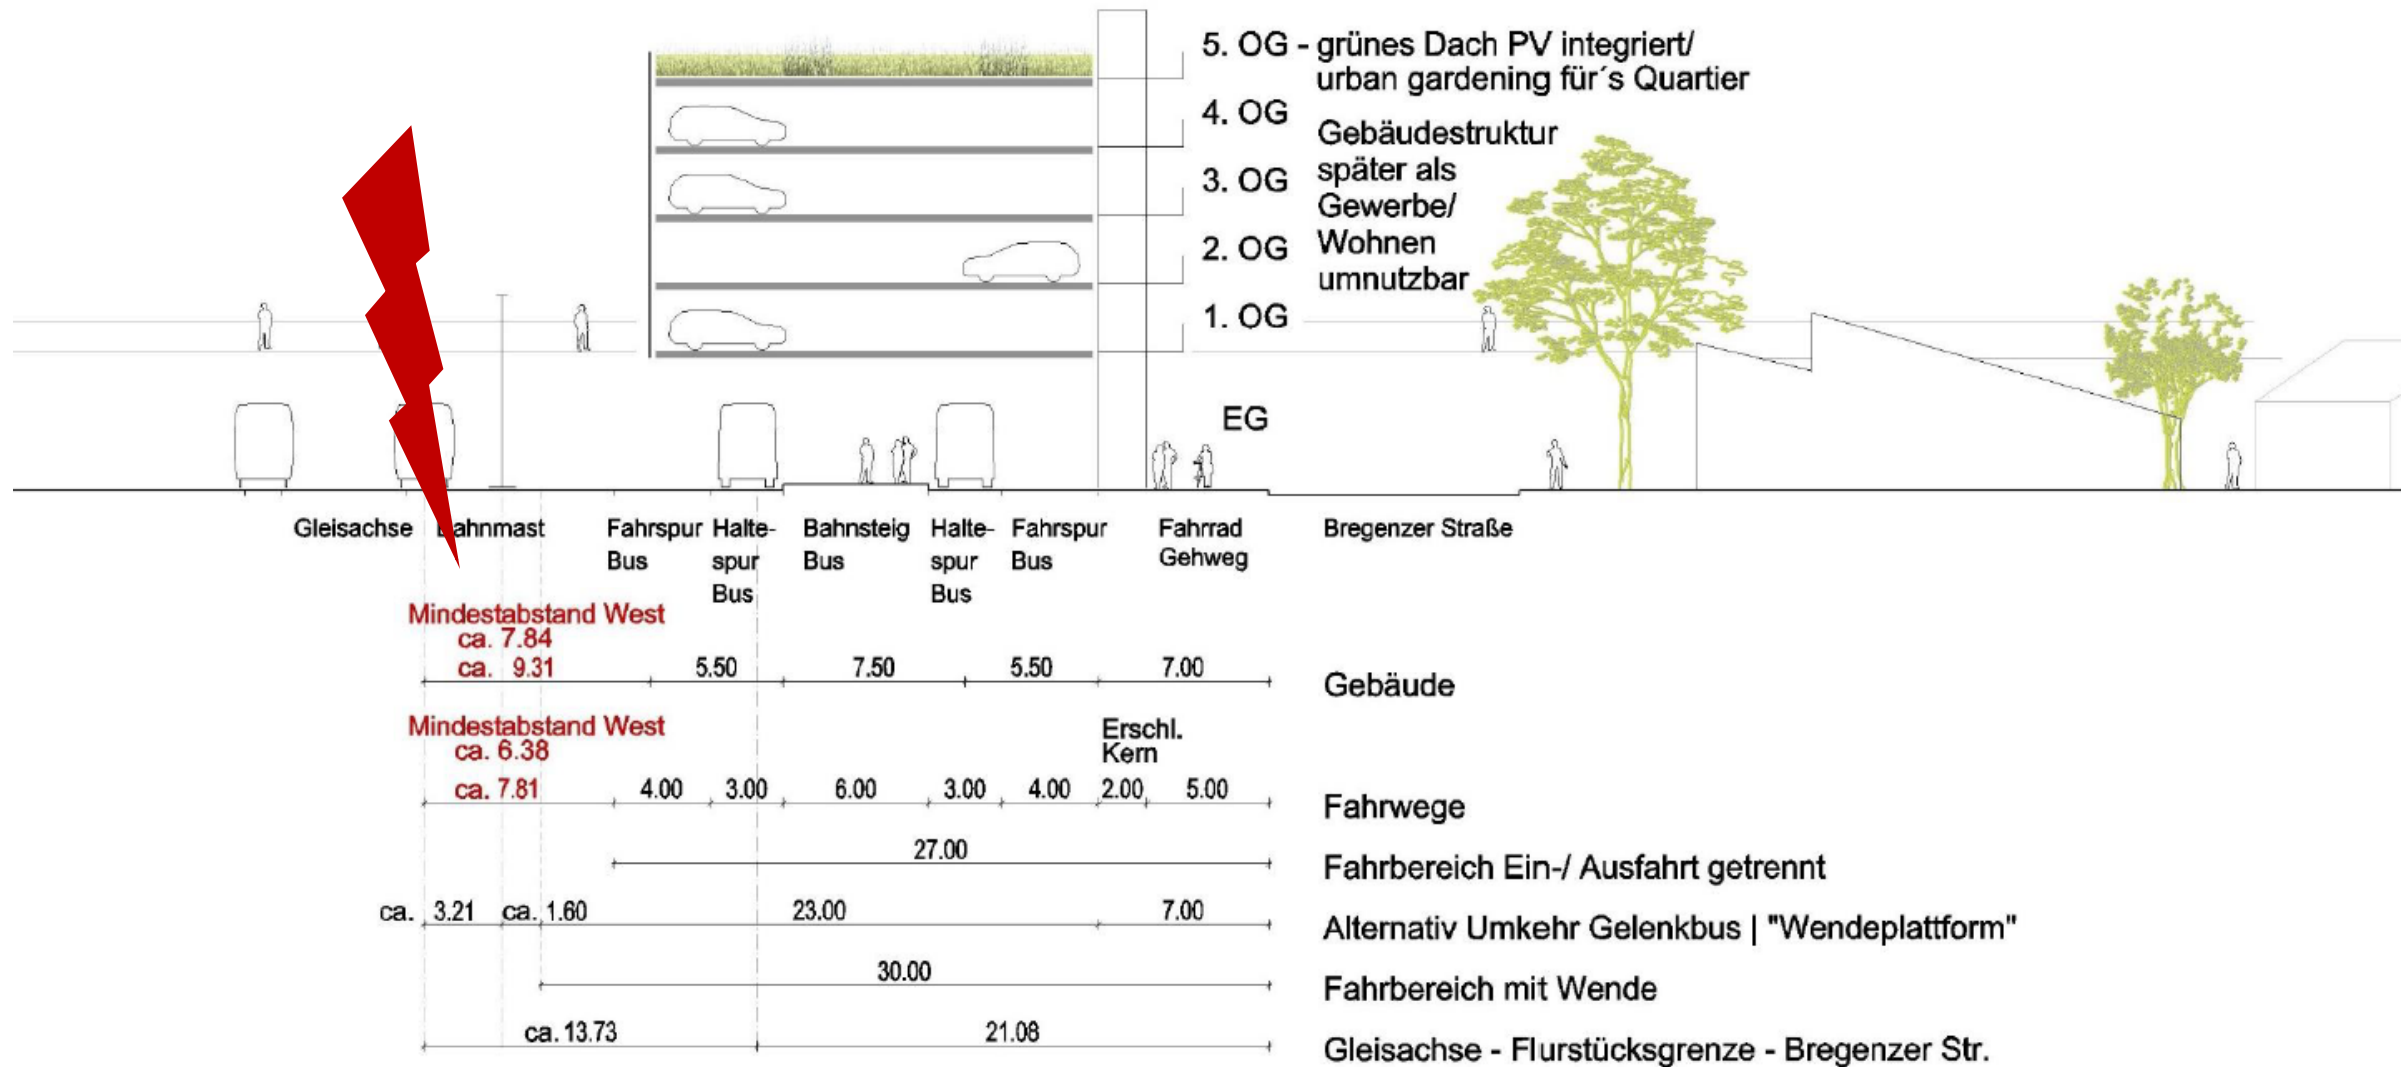 5. OG - grünes Dach PV integriert/
urban gardening für´s Quartier
4. OG
Gebäudestruktur
später als
3. OG
Gewerbe/
2. OG
Wohnen
umnutzbar
1. OG
EG
Gleisachse
Bahnmast
Fahrspur
Bus
Halte-
spur
Bus
Bahnsteig
Bus
Halte-
spur
Bus
Fahrspur
Bus
Fahrrad
Gehweg
Bregenzer Straße
Mindestabstand West
ca. 7.84
ca. 9.31 5.50 7.50 5.50 7.00
Gebäude
Mindestabstand West
ca. 6.38
Erschl.
Kern
ca. 7.81 4.00 3.00 6.00 3.00 4.00 2.00 5.00
Fahrwege
27.00
Fahrbereich Ein-/ Ausfahrt getrennt
ca. 3.21 ca. 1.60 23.00 7.00
Alternativ Umkehr Gelenkbus | "Wendeplattform"
30.00
Fahrbereich mit Wende
ca. 13.73 21.08
Gleisachse - Flurstücksgrenze - Bregenzer Str.